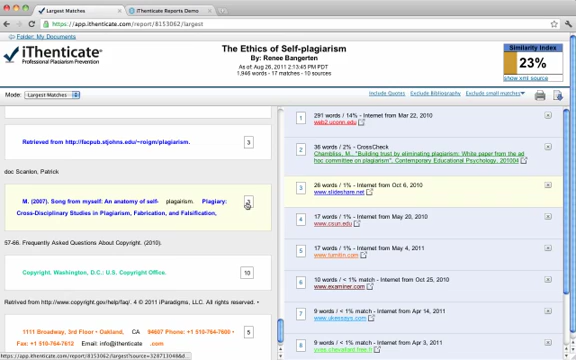 Largest Matches
iThenticate Reports Demo
https://app.ithenticate.com/report/8153062/largest
Folder: My Documents
iThenticate
Professional Plagiarism Prevention
The Ethics of Self-plagiarism
By: Renee Bangerten
As of: Aug 26, 2011 2:13:45 PM PDT
1,946 words - 17 matches - 10 sources
Similarity Index
23%
show xml source
Mode: Largest Matches
Include Quotes Exclude Bibliography Exclude small matches
Retrieved from http://facpub.stjohns.edu/~roigm/plagiarism.
3
doc Scanlon, Patrick
M. (2007). Song from myself: An anatomy of self- plagairism. Plagiary:
Cross-Disciplinary Studies in Plagiarism, Fabrication, and Falsification,
57-66. Frequently Asked Questions About Copyright. (2010).
Copyright. Washington, D.C.: U.S. Copyright Office.
10
Retrived from http://www.copyright.gov/help/faq/. 4 © 2011 iParadigms, LLC. All rights reserved. •
1111 Broadway, 3rd Floor • Oakland, CA 94607 Phone: +1 510-764-7600 •
Fax: +1 510-764-7612 Email: info@ithenticate .com
5
1
291 words / 14% - Internet from Mar 22, 2010
web2.uconn.edu
2
36 words / 2% - CrossCheck
Chambliss, M.. "Building trust by eliminating plagiarism: White paper from the ad
hoc committee on plagiarism", Contemporary Educational Psychology, 201004
3
26 words / 1% - Internet from Oct 6, 2010
www.slideshare.net
4
17 words / 1% - Internet from May 20, 2010
www.csun.edu
5
17 words / 1% - Internet from May 4, 2011
www.turnitin.com
6
10 words / < 1% match - Internet from Oct 25, 2010
www.examiner.com
7
9 words / < 1% match - Internet from Apr 14, 2011
www.ukessays.com
8
9 words / < 1% match - Internet from Apr 3, 2011